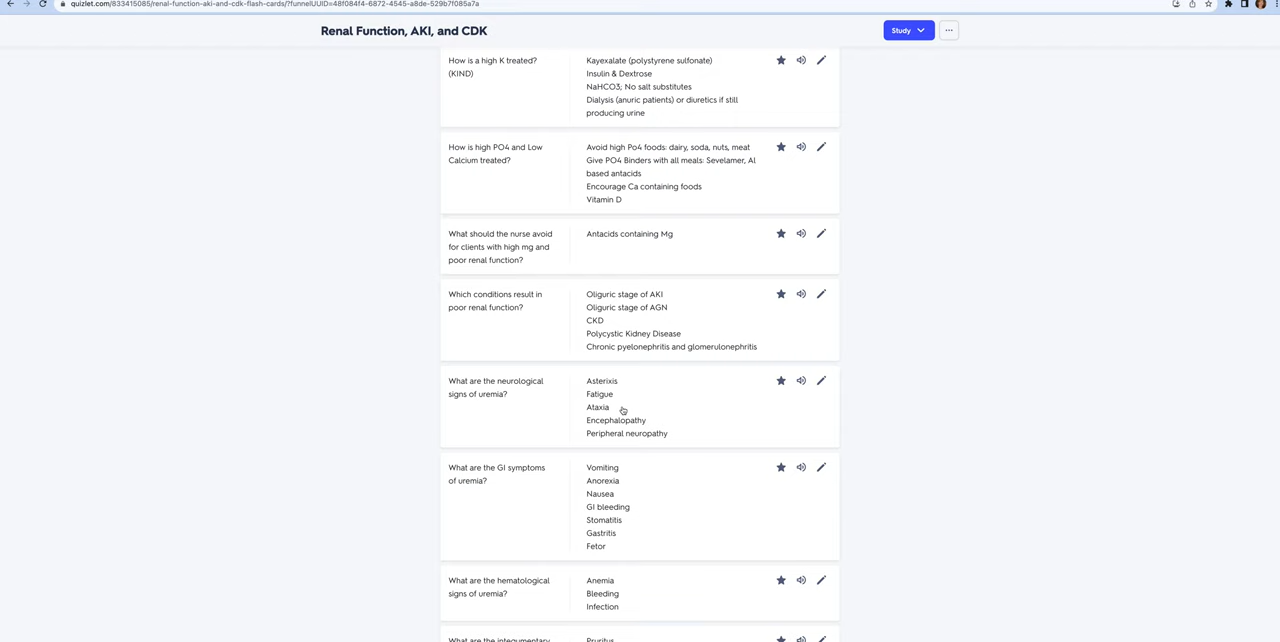 quizlet.com/833415085/renal-function-aki-and-cdk-flash-cards/?funnelUUID=48f084f4-6872-4545-a8de-529b7f085a7a
Renal Function, AKI, and CDK
Study
How is a high K treated?
(KIND)
Kayexalate (polystyrene sulfonate)
Insulin & Dextrose
NaHCO3; No salt substitutes
Dialysis (anuric patients) or diuretics if still
producing urine
How is high PO4 and Low
Calcium treated?
Avoid high Po4 foods: dairy, soda, nuts, meat
Give PO4 Binders with all meals: Sevelamer, Al
based antacids
Encourage Ca containing foods
Vitamin D
What should the nurse avoid
for clients with high mg and
poor renal function?
Antacids containing Mg
Which conditions result in
poor renal function?
Oliguric stage of AKI
Oliguric stage of AGN
CKD
Polycystic Kidney Disease
Chronic pyelonephritis and glomerulonephritis
What are the neurological
signs of uremia?
Asterixis
Fatigue
Ataxia
Encephalopathy
Peripheral neuropathy
What are the GI symptoms
of uremia?
Vomiting
Anorexia
Nausea
GI bleeding
Stomatitis
Gastritis
Fetor
What are the hematological
signs of uremia?
Anemia
Bleeding
Infection
What are the integumentary
Pruritus